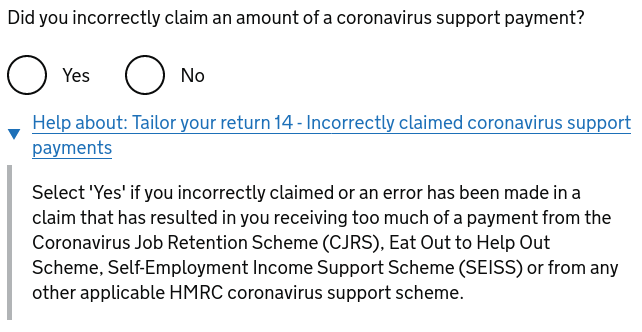 Did you incorrectly claim an amount of a coronavirus support payment?
Yes No
Help about: Tailor your return 14 - Incorrectly claimed coronavirus support
payments
Select 'Yes' if you incorrectly claimed or an error has been made in a
claim that has resulted in you receiving too much of a payment from the
Coronavirus Job Retention Scheme (CJRS), Eat Out to Help Out
Scheme, Self-Employment Income Support Scheme (SEISS) or from any
other applicable HMRC coronavirus support scheme.